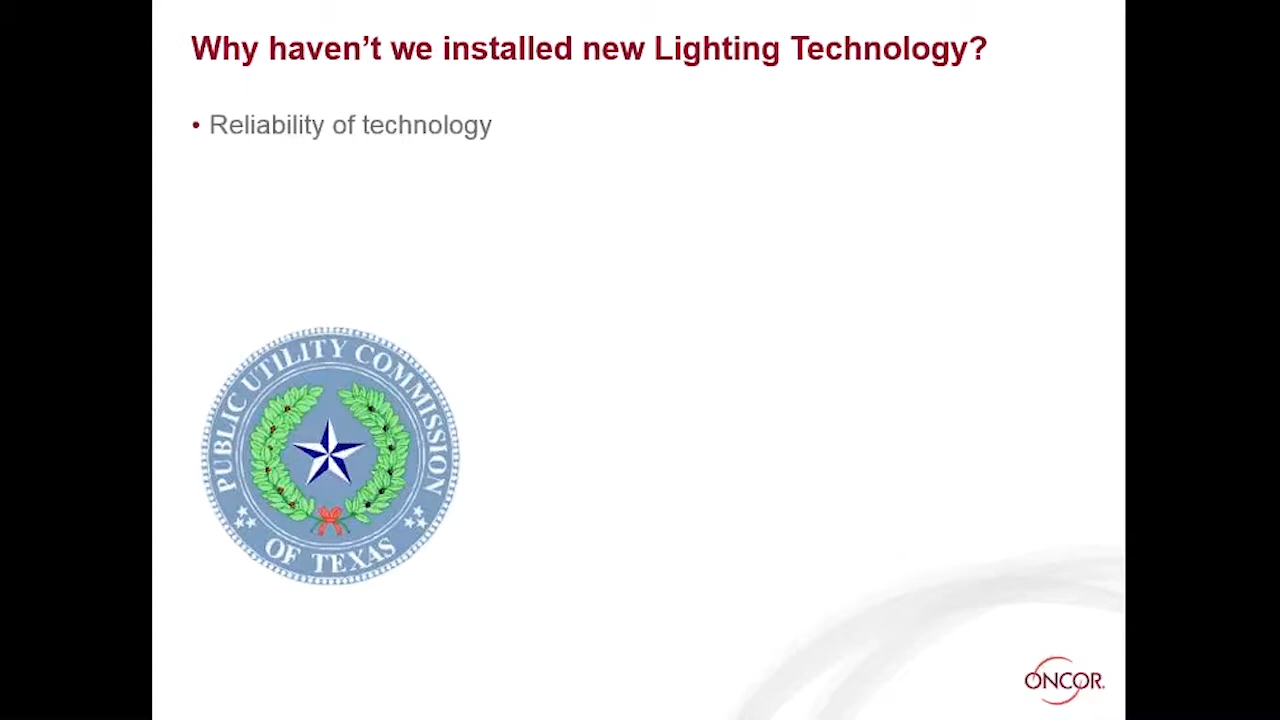 Why haven’t we installed new Lighting Technology?
• Reliability of technology
PUBLIC UTILITY COMMISSION
OF TEXAS
ONCOR.